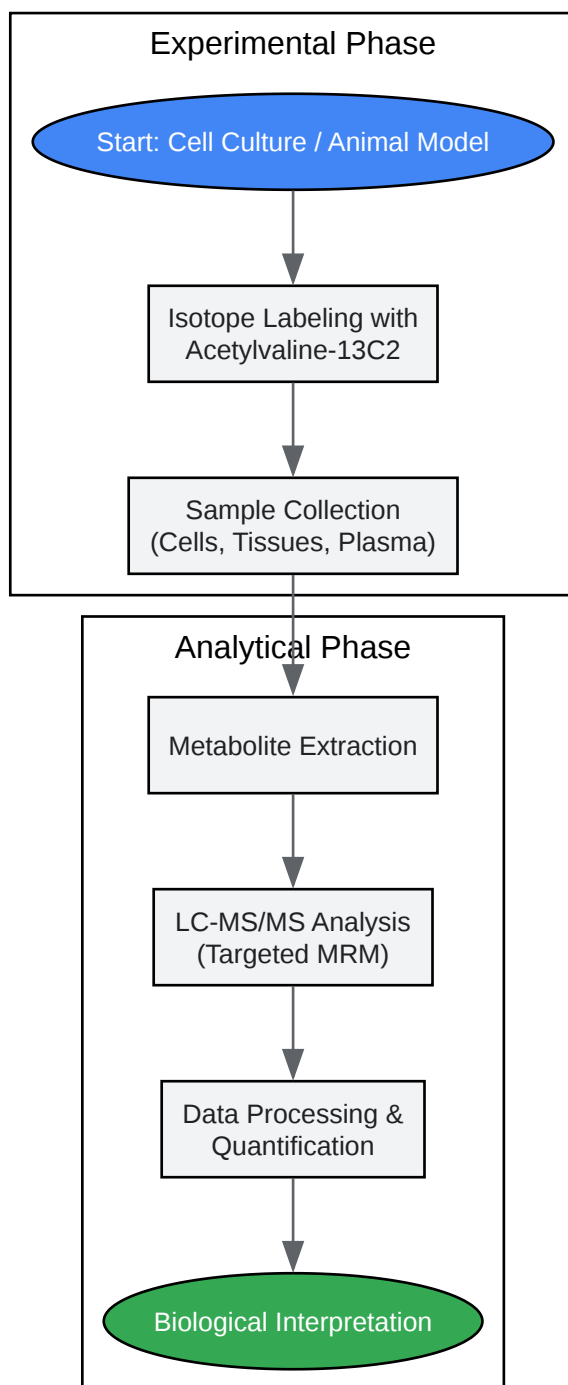 Experimental Phase
Start: Cell Culture / Animal Model
Isotope Labeling with
Acetylvaline-13C2
Sample Collection
(Cells, Tissues, Plasma)
Analytical Phase
Metabolite Extraction
LC-MS/MS Analysis
(Targeted MRM)
Data Processing &
Quantification
Biological Interpretation